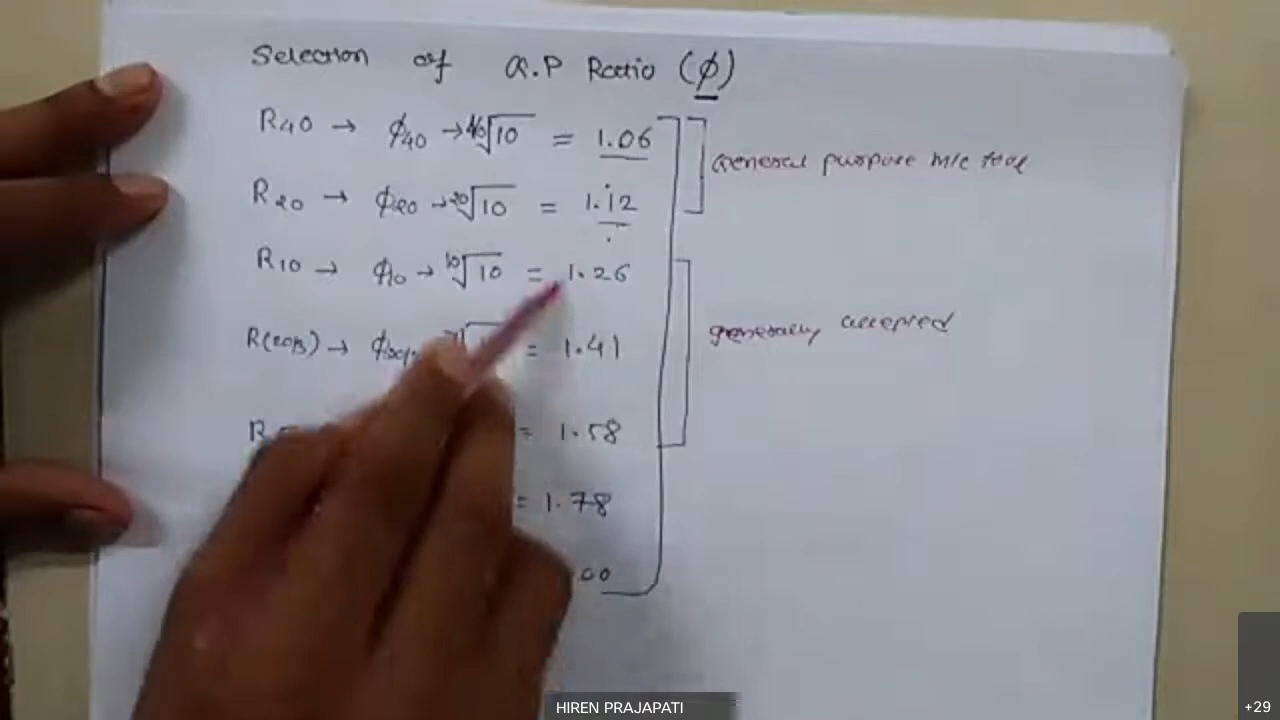 Selection of G.P Ratio (ϕ)
R40 → ϕ40 → ⁴⁰√10 = 1.06
General purpose m/c tool
R20 → ϕ20 → ²⁰√10 = 1.12
R10 → ϕ10 → ¹⁰√10 = 1.26
generally accepted
R(20/3) → = 1.41
R = 1.58
= 1.78
.00
HIREN PRAJAPATI
+29